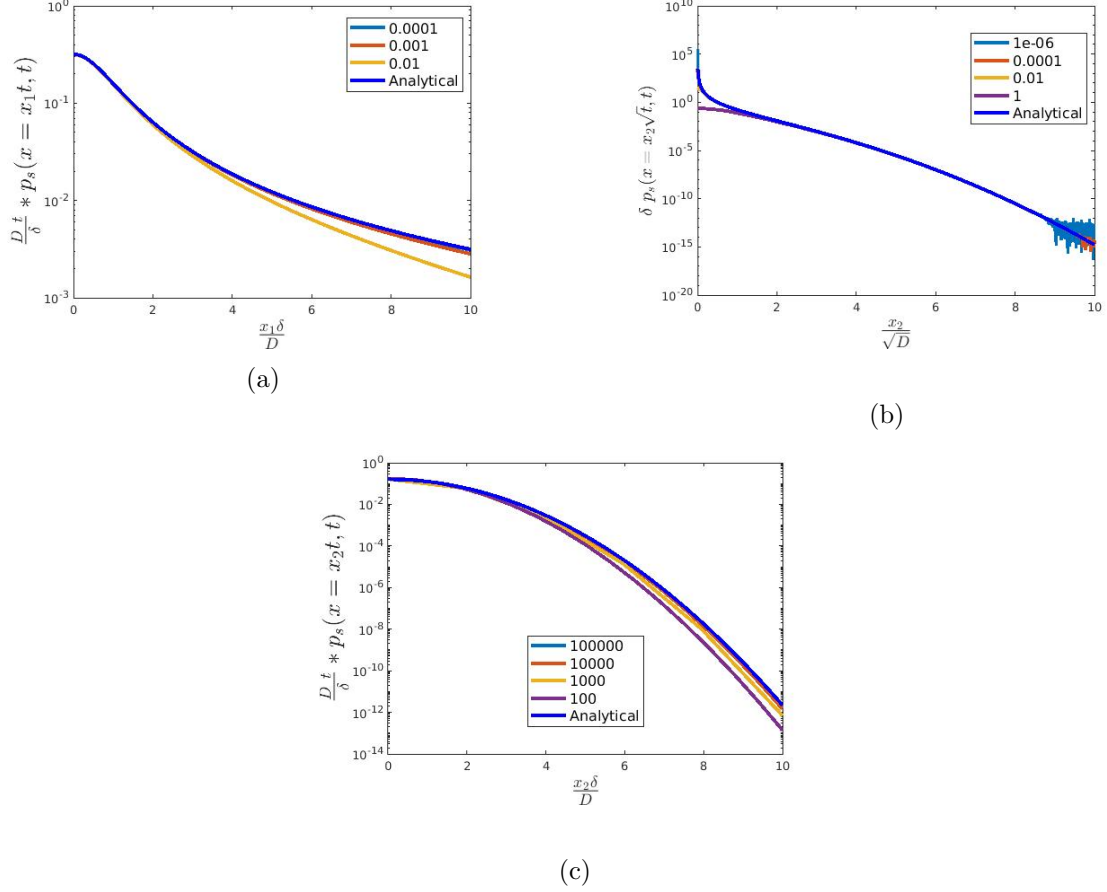 10^0
10^-1
10^-2
10^-3
0 2 4 6 8 10
0.0001
0.001
0.01
Analytical
D t / δ * p_s(x = x_1t, t)
x_1δ / D
(a)
10^10
10^5
10^0
10^-5
10^-10
10^-15
10^-20
0 2 4 6 8 10
1e-06
0.0001
0.01
1
Analytical
δ p_s(x = x_2√t, t)
x_2 / √D
(b)
10^0
10^-2
10^-4
10^-6
10^-8
10^-10
10^-12
10^-14
0 2 4 6 8 10
100000
10000
1000
100
Analytical
D t / δ * p_s(x = x_2t, t)
x_2δ / D
(c)